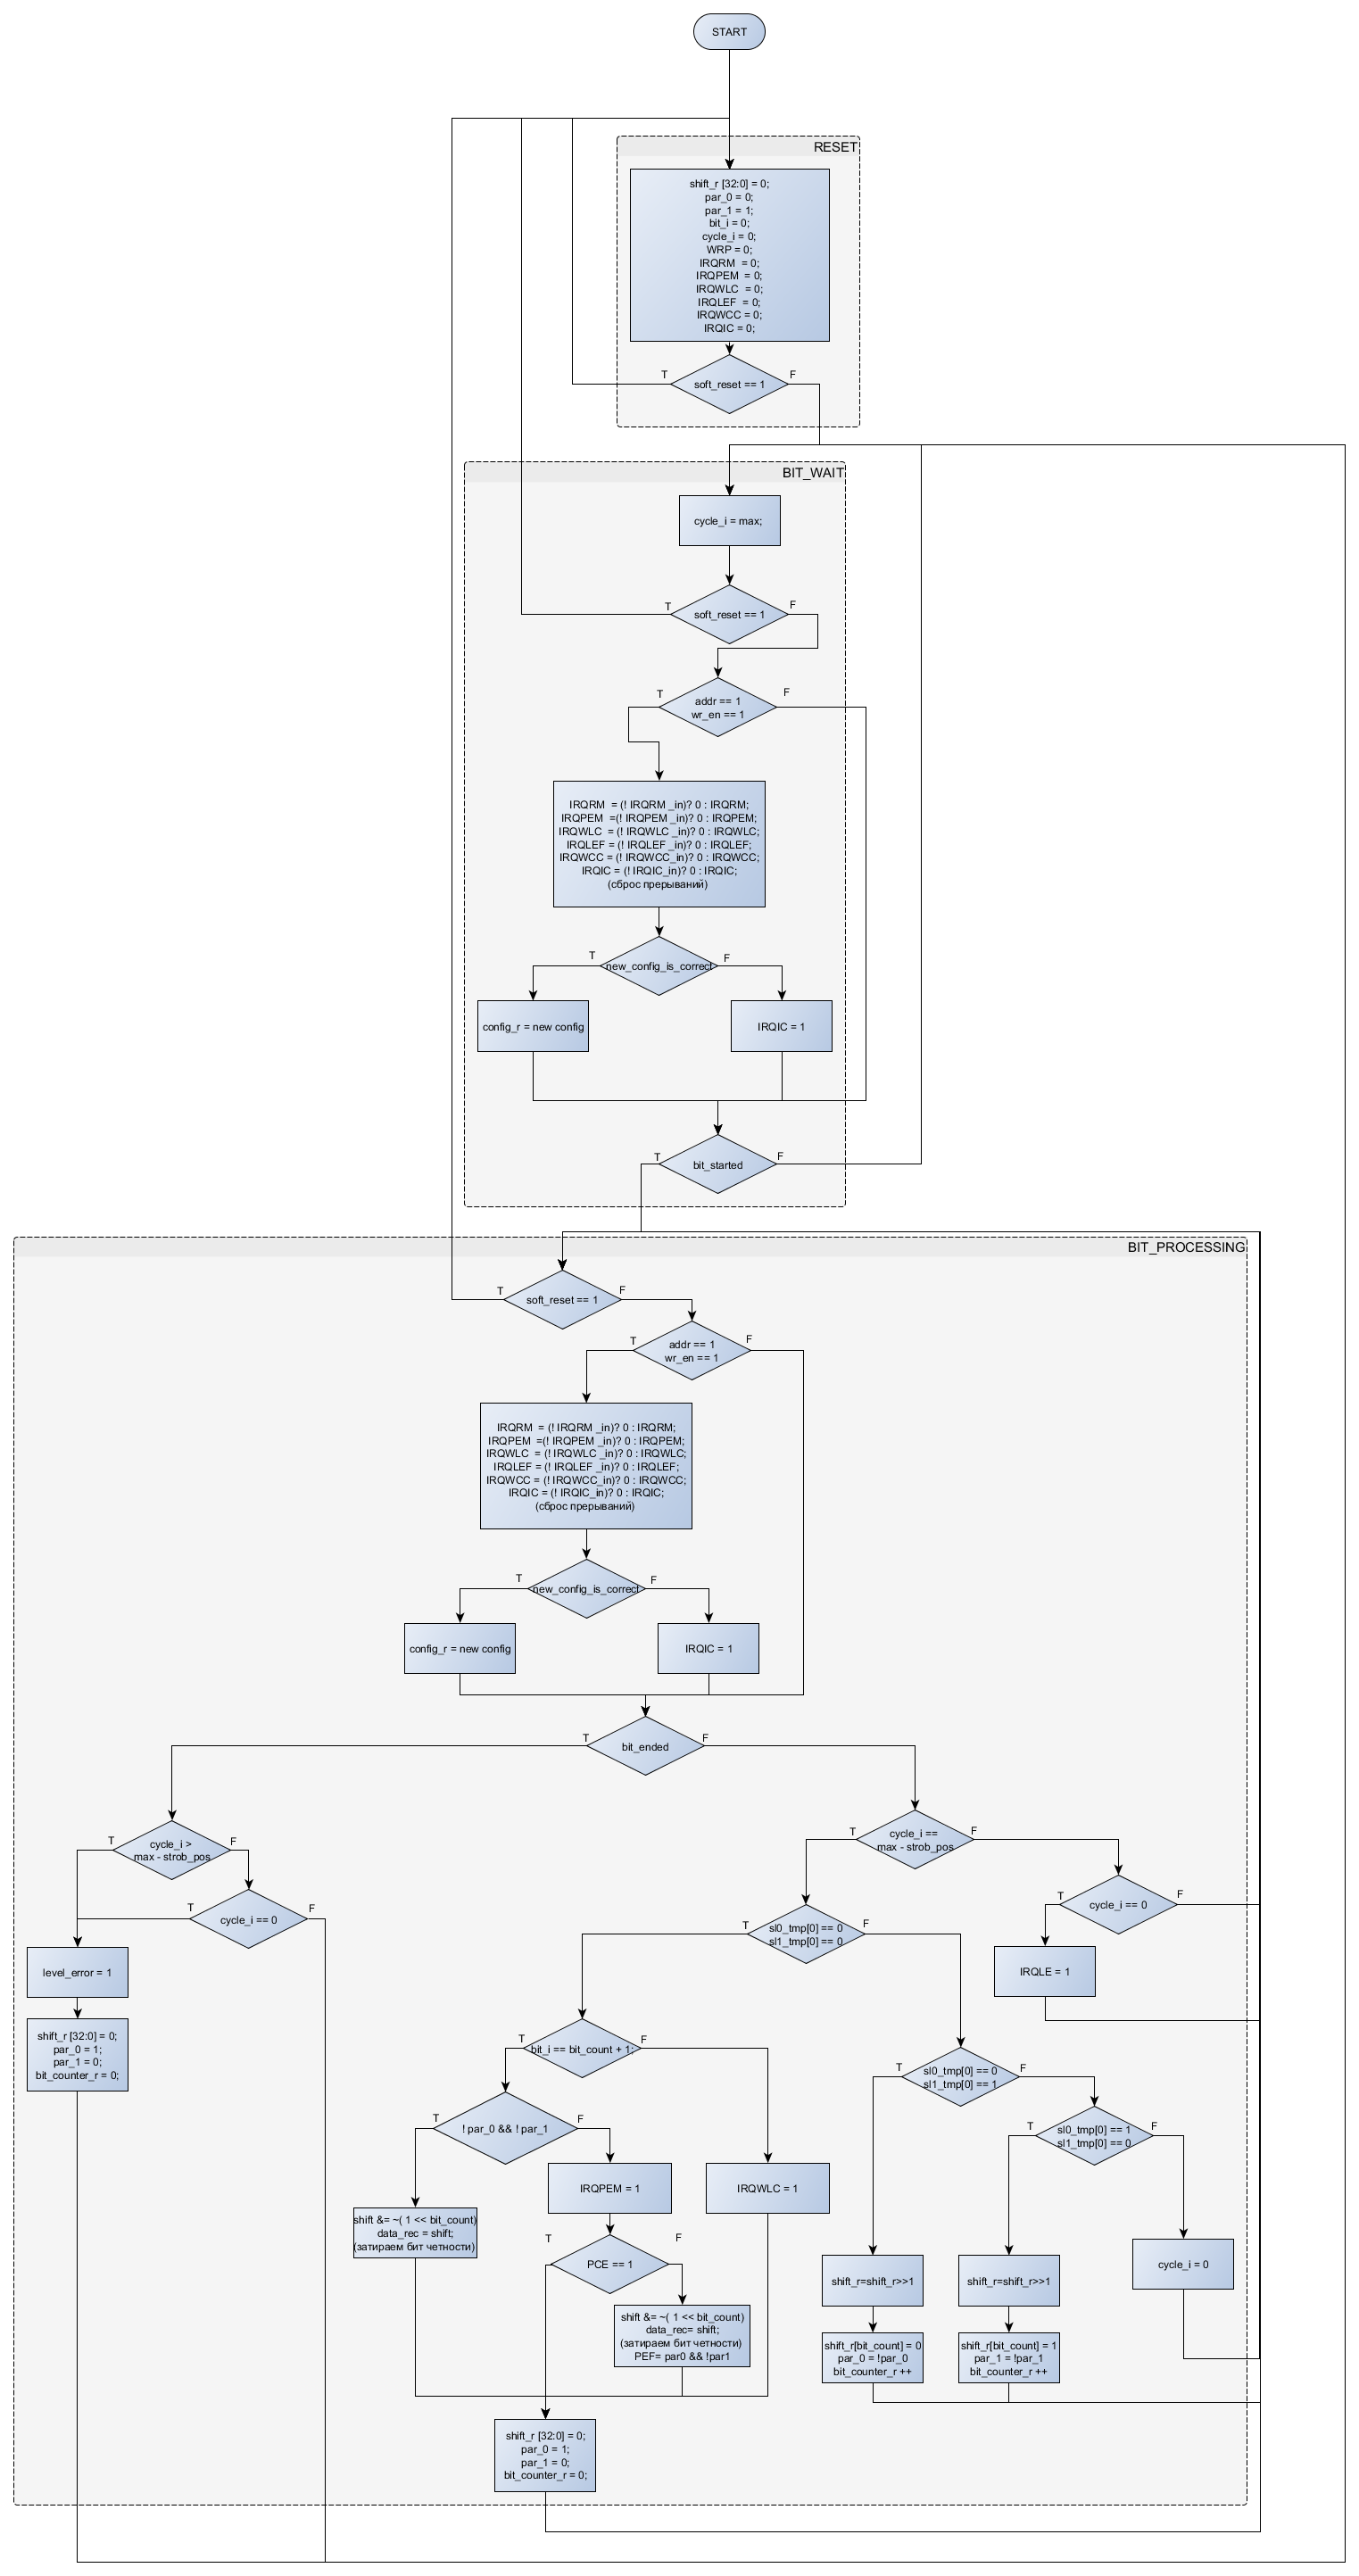 START
RESET
shift_r [32:0] = 0;
par_0 = 0;
par_1 = 1;
bit_i = 0;
cycle_i = 0;
WRP = 0;
IRQRM  = 0;
IRQPEM  = 0;
IRQWLC  = 0;
IRQLEF  = 0;
IRQWCC = 0;
IRQIC = 0;
T
F
soft_reset == 1
BIT_WAIT
cycle_i = max;
T
F
soft_reset == 1
T
F
addr == 1
wr_en == 1
IRQRM  = (! IRQRM _in)? 0 : IRQRM;
IRQPEM  =(! IRQPEM _in)? 0 : IRQPEM;
IRQWLC  = (! IRQWLC _in)? 0 : IRQWLC;
IRQLEF = (! IRQLEF _in)? 0 : IRQLEF;
IRQWCC = (! IRQWCC_in)? 0 : IRQWCC;
IRQIC = (! IRQIC_in)? 0 : IRQIC;
(сброс прерываний)
T
F
new_config_is_correct
config_r = new config
IRQIC = 1
T
F
bit_started
BIT_PROCESSING
T
F
soft_reset == 1
T
F
addr == 1
wr_en == 1
IRQRM  = (! IRQRM _in)? 0 : IRQRM;
IRQPEM  =(! IRQPEM _in)? 0 : IRQPEM;
IRQWLC  = (! IRQWLC _in)? 0 : IRQWLC;
IRQLEF = (! IRQLEF _in)? 0 : IRQLEF;
IRQWCC = (! IRQWCC_in)? 0 : IRQWCC;
IRQIC = (! IRQIC_in)? 0 : IRQIC;
(сброс прерываний)
T
F
new_config_is_correct
config_r = new config
IRQIC = 1
T
F
bit_ended
T
F
cycle_i >
max - strob_pos
T
F
cycle_i == 0
level_error = 1
shift_r [32:0] = 0;
par_0 = 1;
par_1 = 0;
bit_counter_r = 0;
T
F
cycle_i ==
max - strob_pos
T
F
cycle_i == 0
IRQLE = 1
T
F
sl0_tmp[0] == 0
sl1_tmp[0] == 0
T
F
bit_i == bit_count + 1;
T
F
! par_0 && ! par_1
IRQPEM = 1
IRQWLC = 1
shift &= ~( 1 << bit_count)
data_rec = shift;
(затираем бит четности)
T
F
PCE == 1
shift &= ~( 1 << bit_count)
data_rec= shift;
(затираем бит четности)
PEF= par0 && !par1
shift_r [32:0] = 0;
par_0 = 1;
par_1 = 0;
bit_counter_r = 0;
T
F
sl0_tmp[0] == 0
sl1_tmp[0] == 1
T
F
sl0_tmp[0] == 1
sl1_tmp[0] == 0
shift_r=shift_r>>1
shift_r[bit_count] = 0
par_0 = !par_0
bit_counter_r ++
shift_r=shift_r>>1
shift_r[bit_count] = 1
par_1 = !par_1
bit_counter_r ++
cycle_i = 0